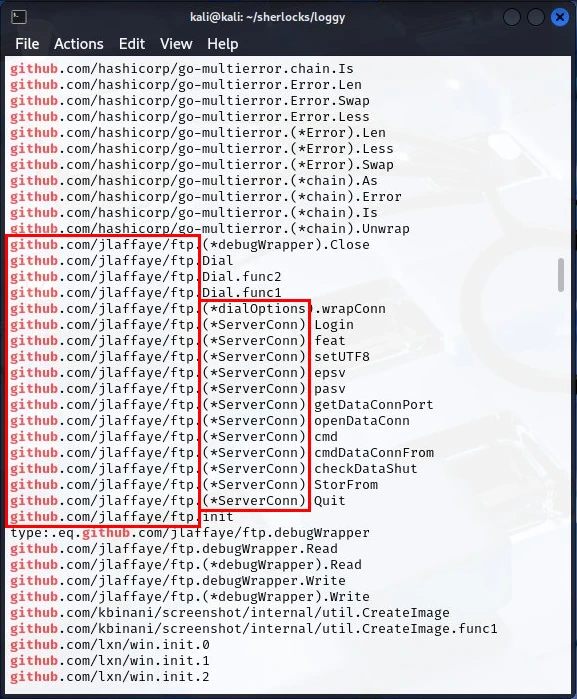 kali@kali: ~/sherlocks/loggy
File Actions Edit View Help
github.com/hashicorp/go-multierror.chain.Is
github.com/hashicorp/go-multierror.Error.Len
github.com/hashicorp/go-multierror.Error.Swap
github.com/hashicorp/go-multierror.Error.Less
github.com/hashicorp/go-multierror.(*Error).Len
github.com/hashicorp/go-multierror.(*Error).Less
github.com/hashicorp/go-multierror.(*Error).Swap
github.com/hashicorp/go-multierror.(*chain).As
github.com/hashicorp/go-multierror.(*chain).Error
github.com/hashicorp/go-multierror.(*chain).Is
github.com/hashicorp/go-multierror.(*chain).Unwrap
github.com/jlaffaye/ftp.(*debugWrapper).Close
github.com/jlaffaye/ftp.Dial
github.com/jlaffaye/ftp.Dial.func2
github.com/jlaffaye/ftp.Dial.func1
github.com/jlaffaye/ftp.(*dialOptions).wrapConn
github.com/jlaffaye/ftp.(*ServerConn).Login
github.com/jlaffaye/ftp.(*ServerConn).feat
github.com/jlaffaye/ftp.(*ServerConn).setUTF8
github.com/jlaffaye/ftp.(*ServerConn).epsv
github.com/jlaffaye/ftp.(*ServerConn).pasv
github.com/jlaffaye/ftp.(*ServerConn).getDataConnPort
github.com/jlaffaye/ftp.(*ServerConn).openDataConn
github.com/jlaffaye/ftp.(*ServerConn).cmd
github.com/jlaffaye/ftp.(*ServerConn).cmdDataConnFrom
github.com/jlaffaye/ftp.(*ServerConn).checkDataShut
github.com/jlaffaye/ftp.(*ServerConn).StorFrom
github.com/jlaffaye/ftp.(*ServerConn).Quit
github.com/jlaffaye/ftp.init
type:.eq.github.com/jlaffaye/ftp.debugWrapper
github.com/jlaffaye/ftp.debugWrapper.Read
github.com/jlaffaye/ftp.(*debugWrapper).Read
github.com/jlaffaye/ftp.debugWrapper.Write
github.com/jlaffaye/ftp.(*debugWrapper).Write
github.com/kbinani/screenshot/internal/util.CreateImage
github.com/kbinani/screenshot/internal/util.CreateImage.func1
github.com/lxn/win.init.0
github.com/lxn/win.init.1
github.com/lxn/win.init.2